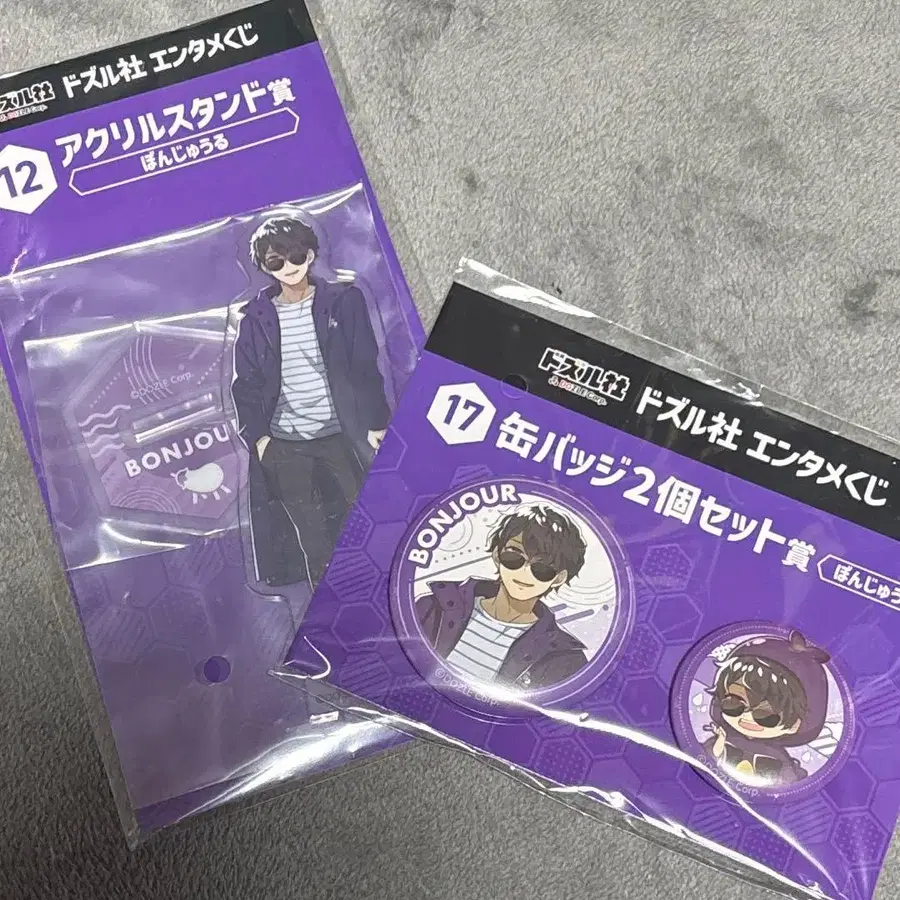 ドズル社 エンタメくじ
ズル社
DOZLE Corp.
12
アクリルスタンド賞
ぼんじゅうる
©DOZLE Corp.
BONJOU
ドズル社
DOZLE Corp.
ドズル社 エンタメくじ
17
缶バッジ2個セット賞
ぼんじゅう
BONJOUR
©DOZLE Corp.
©DOZLE Corp.